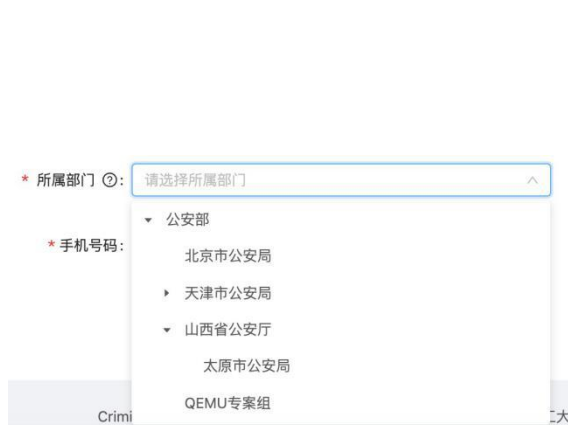 * 所属部门 ?: 请选择所属部门
公安部
* 手机号码:
北京市公安局
天津市公安局
山西省公安厅
太原市公安局
QEMU专案组
Crimi
大